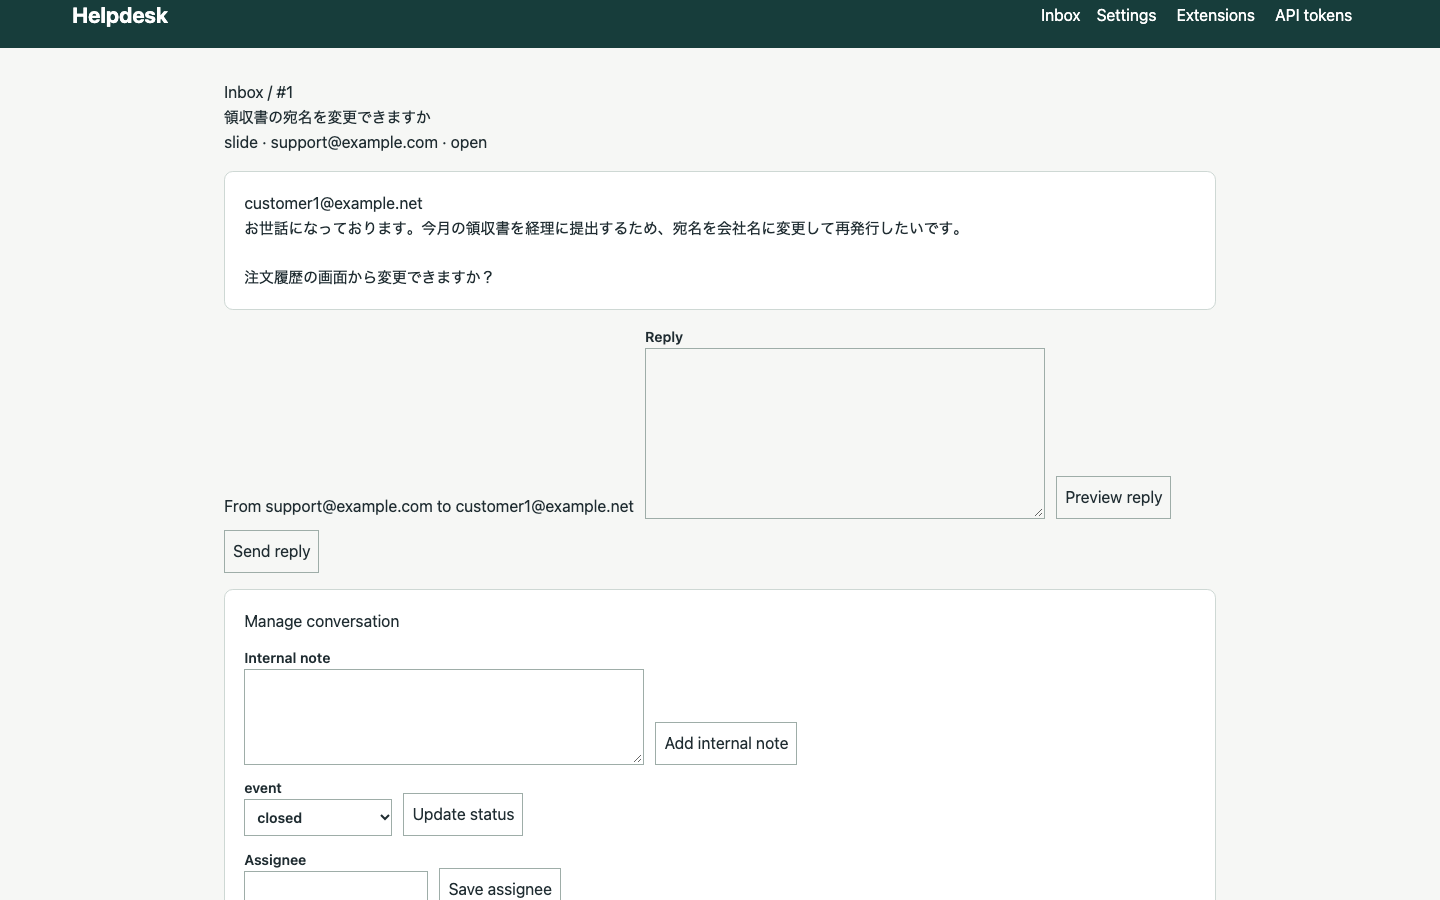 Helpdesk
Inbox Settings Extensions API tokens
Inbox / #1
領収書の宛名を変更できますか
slide · support@example.com · open
customer1@example.net
お世話になっております。今月の領収書を経理に提出するため、宛名を会社名に変更して再発行したいです。
注文履歴の画面から変更できますか？
Reply
From support@example.com to customer1@example.net
Preview reply
Send reply
Manage conversation
Internal note
Add internal note
event
closed
Update status
Assignee
Save assignee